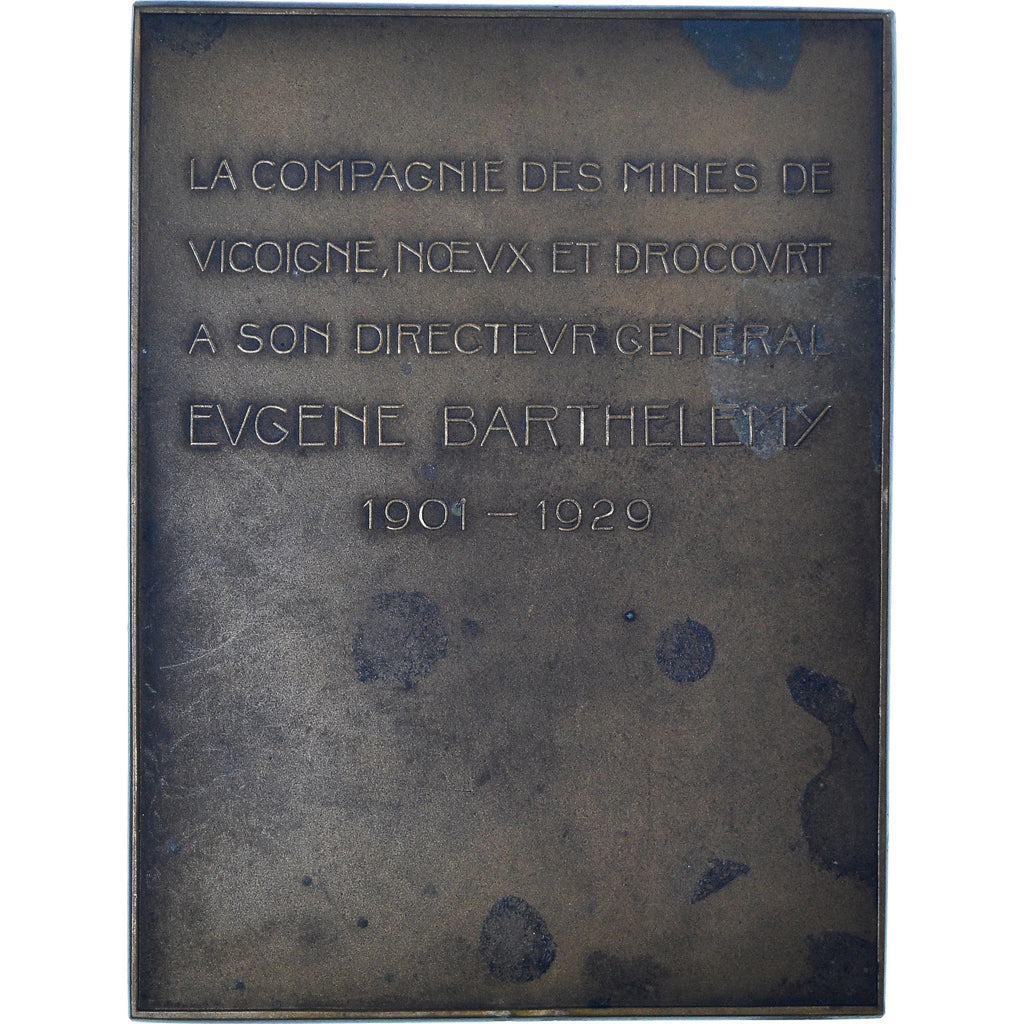 LA COMPAGNIE DES MINES DE
VICOIGNE, NŒVX ET DROCOVRT
A SON DIRECTEVR GENERAL
EVGENE BARTHELEMY
1901 – 1929